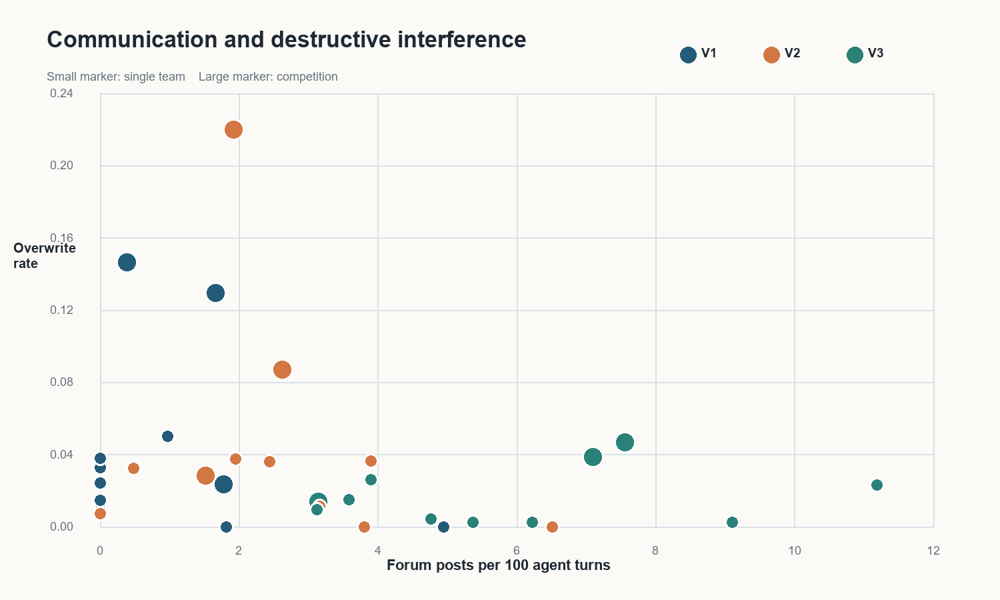 Communication and destructive interference
V1 V2 V3
Small marker: single team Large marker: competition
0.24
0.20
0.16
Overwrite
rate
0.12
0.08
0.04
0.00
0 2 4 6 8 10 12
Forum posts per 100 agent turns